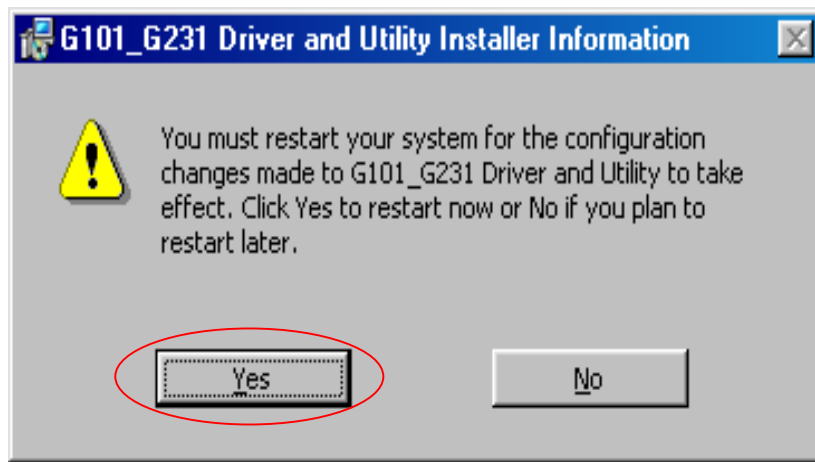 G101_G231 Driver and Utility Installer Information
You must restart your system for the configuration
changes made to G101_G231 Driver and Utility to take
effect. Click Yes to restart now or No if you plan to
restart later.
Yes
No